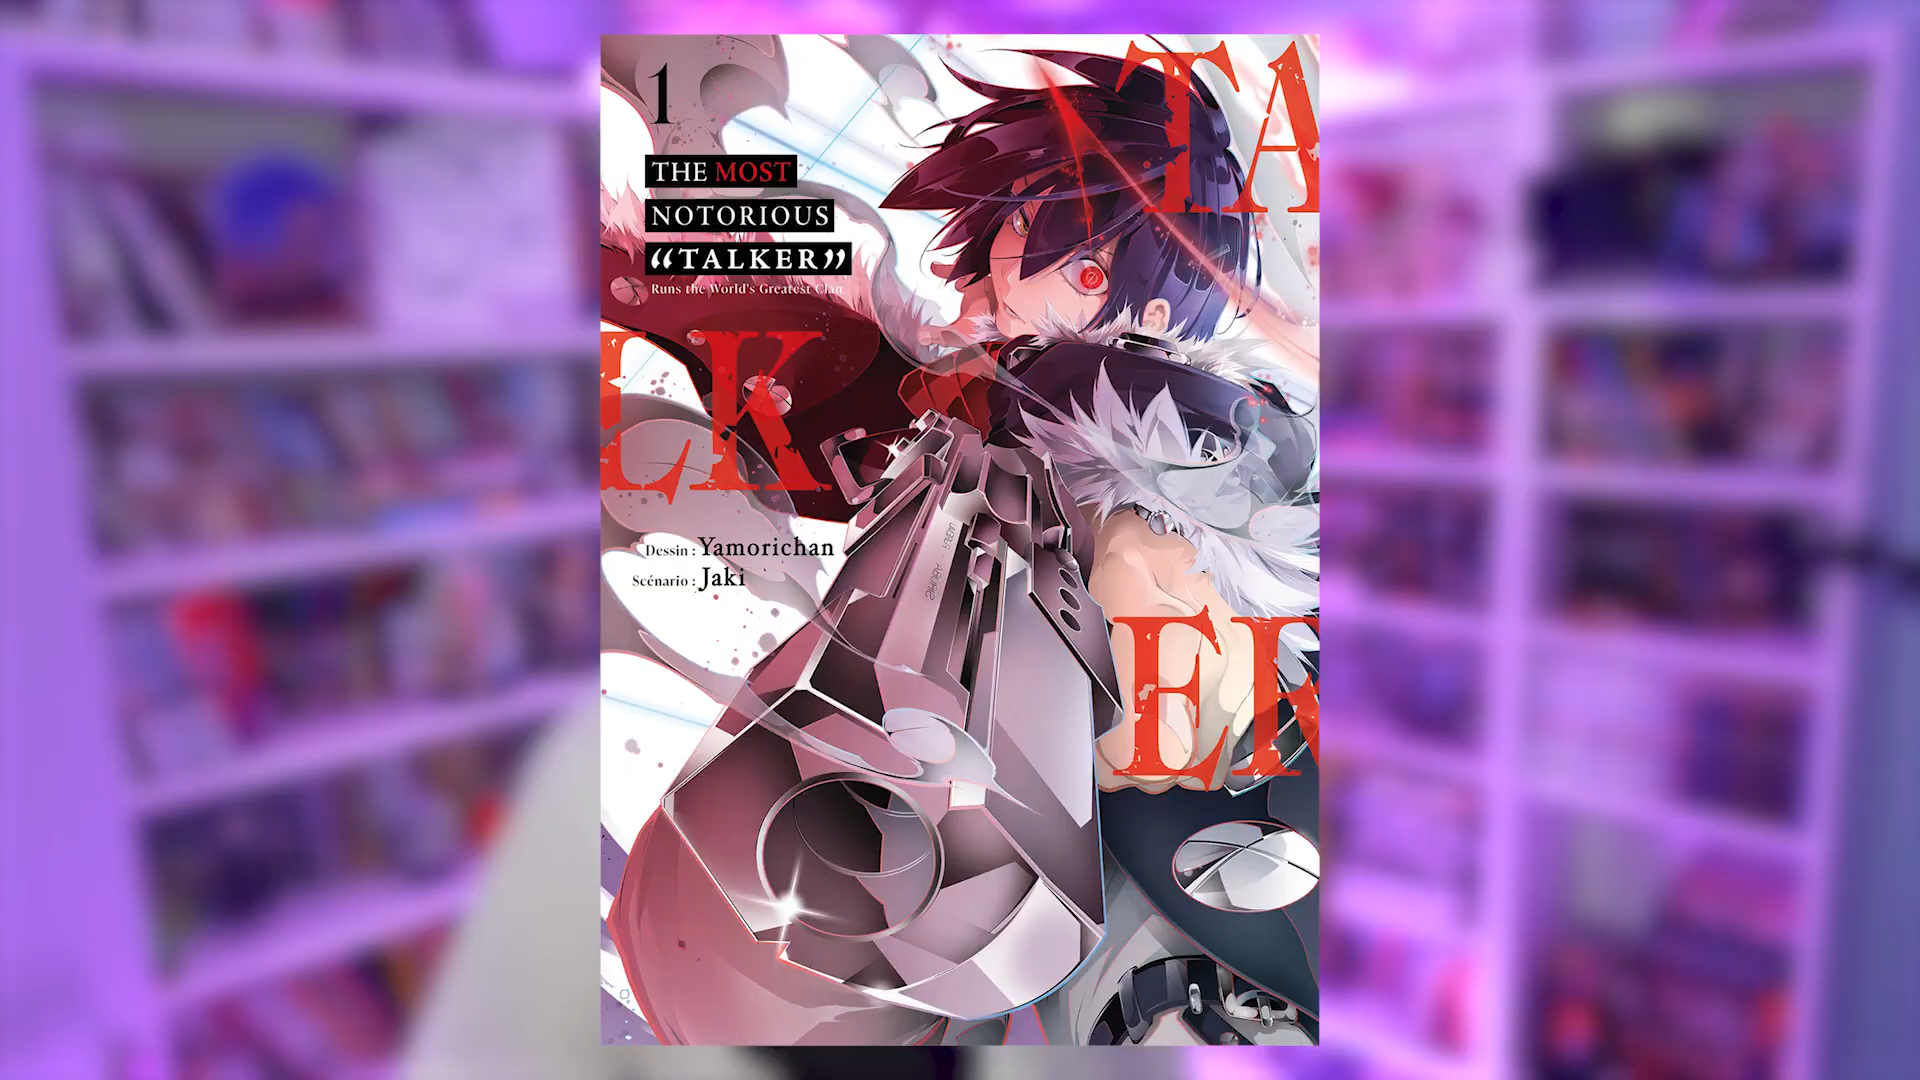 1
THE MOST
NOTORIOUS
“TALKER”
Runs the World's Greatest Clan.
TA
LK
ER
Dessin : Yamorichan
Scénario : Jaki